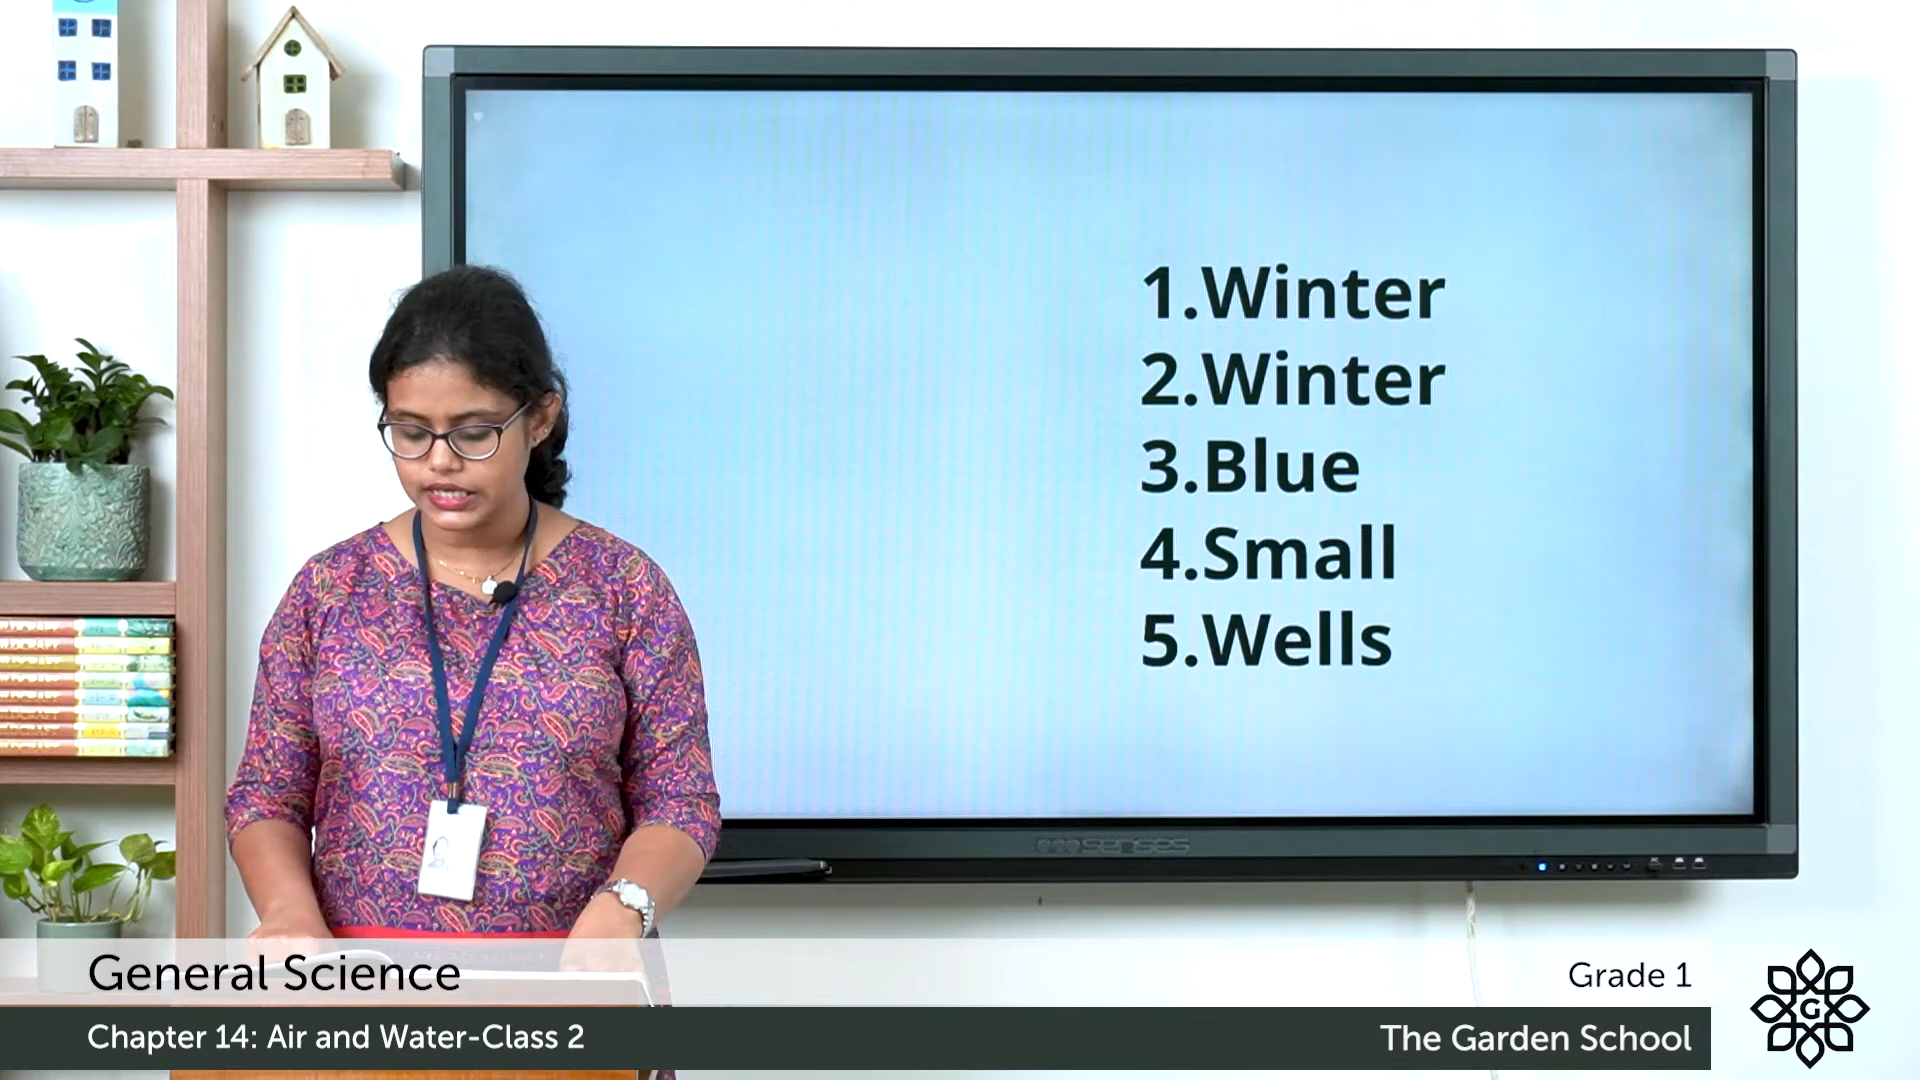 1.Winter
2.Winter
3.Blue
4.Small
5.Wells
General Science
Grade 1
Chapter 14: Air and Water-Class 2
The Garden School
G